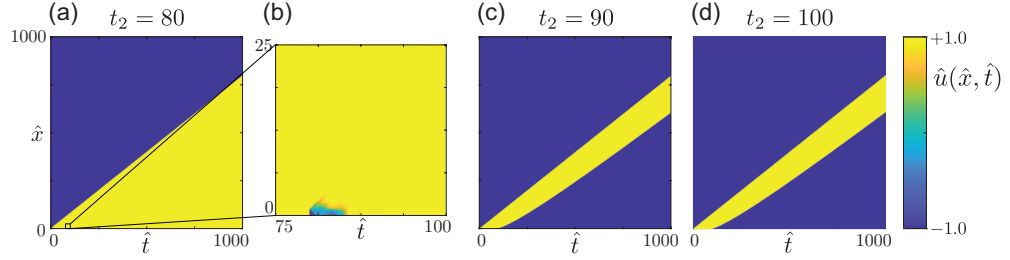 (a) t₂ = 80
1000
x̂
0
0 t̂ 1000
(b)
25
0
75 t̂ 100
(c) t₂ = 90
0 t̂ 1000
(d) t₂ = 100
0 t̂ 1000
+1.0
û(x̂, t̂)
−1.0